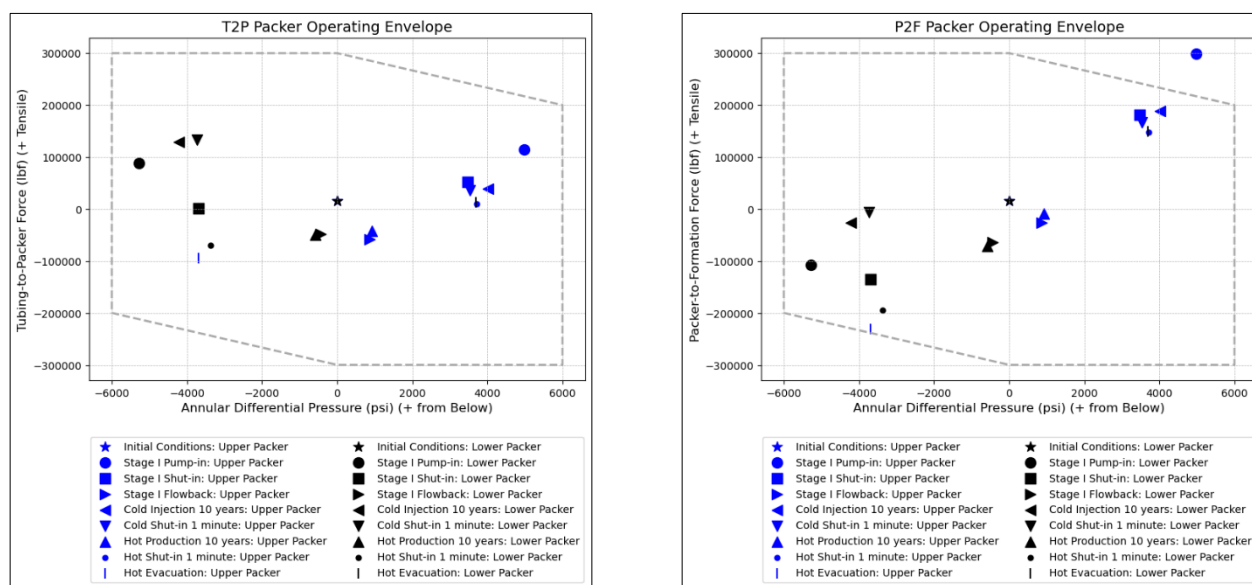 T2P Packer Operating Envelope
300000
200000
100000
0
−100000
−200000
−300000
Tubing-to-Packer Force (lbf) (+ Tensile)
−6000 −4000 −2000 0 2000 4000 6000
Annular Differential Pressure (psi) (+ from Below)
Initial Conditions: Upper Packer Initial Conditions: Lower Packer
Stage I Pump-in: Upper Packer Stage I Pump-in: Lower Packer
Stage I Shut-in: Upper Packer Stage I Shut-in: Lower Packer
Stage I Flowback: Upper Packer Stage I Flowback: Lower Packer
Cold Injection 10 years: Upper Packer Cold Injection 10 years: Lower Packer
Cold Shut-in 1 minute: Upper Packer Cold Shut-in 1 minute: Lower Packer
Hot Production 10 years: Upper Packer Hot Production 10 years: Lower Packer
Hot Shut-in 1 minute: Upper Packer Hot Shut-in 1 minute: Lower Packer
Hot Evacuation: Upper Packer Hot Evacuation: Lower Packer
P2F Packer Operating Envelope
300000
200000
100000
0
−100000
−200000
−300000
Packer-to-Formation Force (lbf) (+ Tensile)
−6000 −4000 −2000 0 2000 4000 6000
Annular Differential Pressure (psi) (+ from Below)
Initial Conditions: Upper Packer Initial Conditions: Lower Packer
Stage I Pump-in: Upper Packer Stage I Pump-in: Lower Packer
Stage I Shut-in: Upper Packer Stage I Shut-in: Lower Packer
Stage I Flowback: Upper Packer Stage I Flowback: Lower Packer
Cold Injection 10 years: Upper Packer Cold Injection 10 years: Lower Packer
Cold Shut-in 1 minute: Upper Packer Cold Shut-in 1 minute: Lower Packer
Hot Production 10 years: Upper Packer Hot Production 10 years: Lower Packer
Hot Shut-in 1 minute: Upper Packer Hot Shut-in 1 minute: Lower Packer
Hot Evacuation: Upper Packer Hot Evacuation: Lower Packer